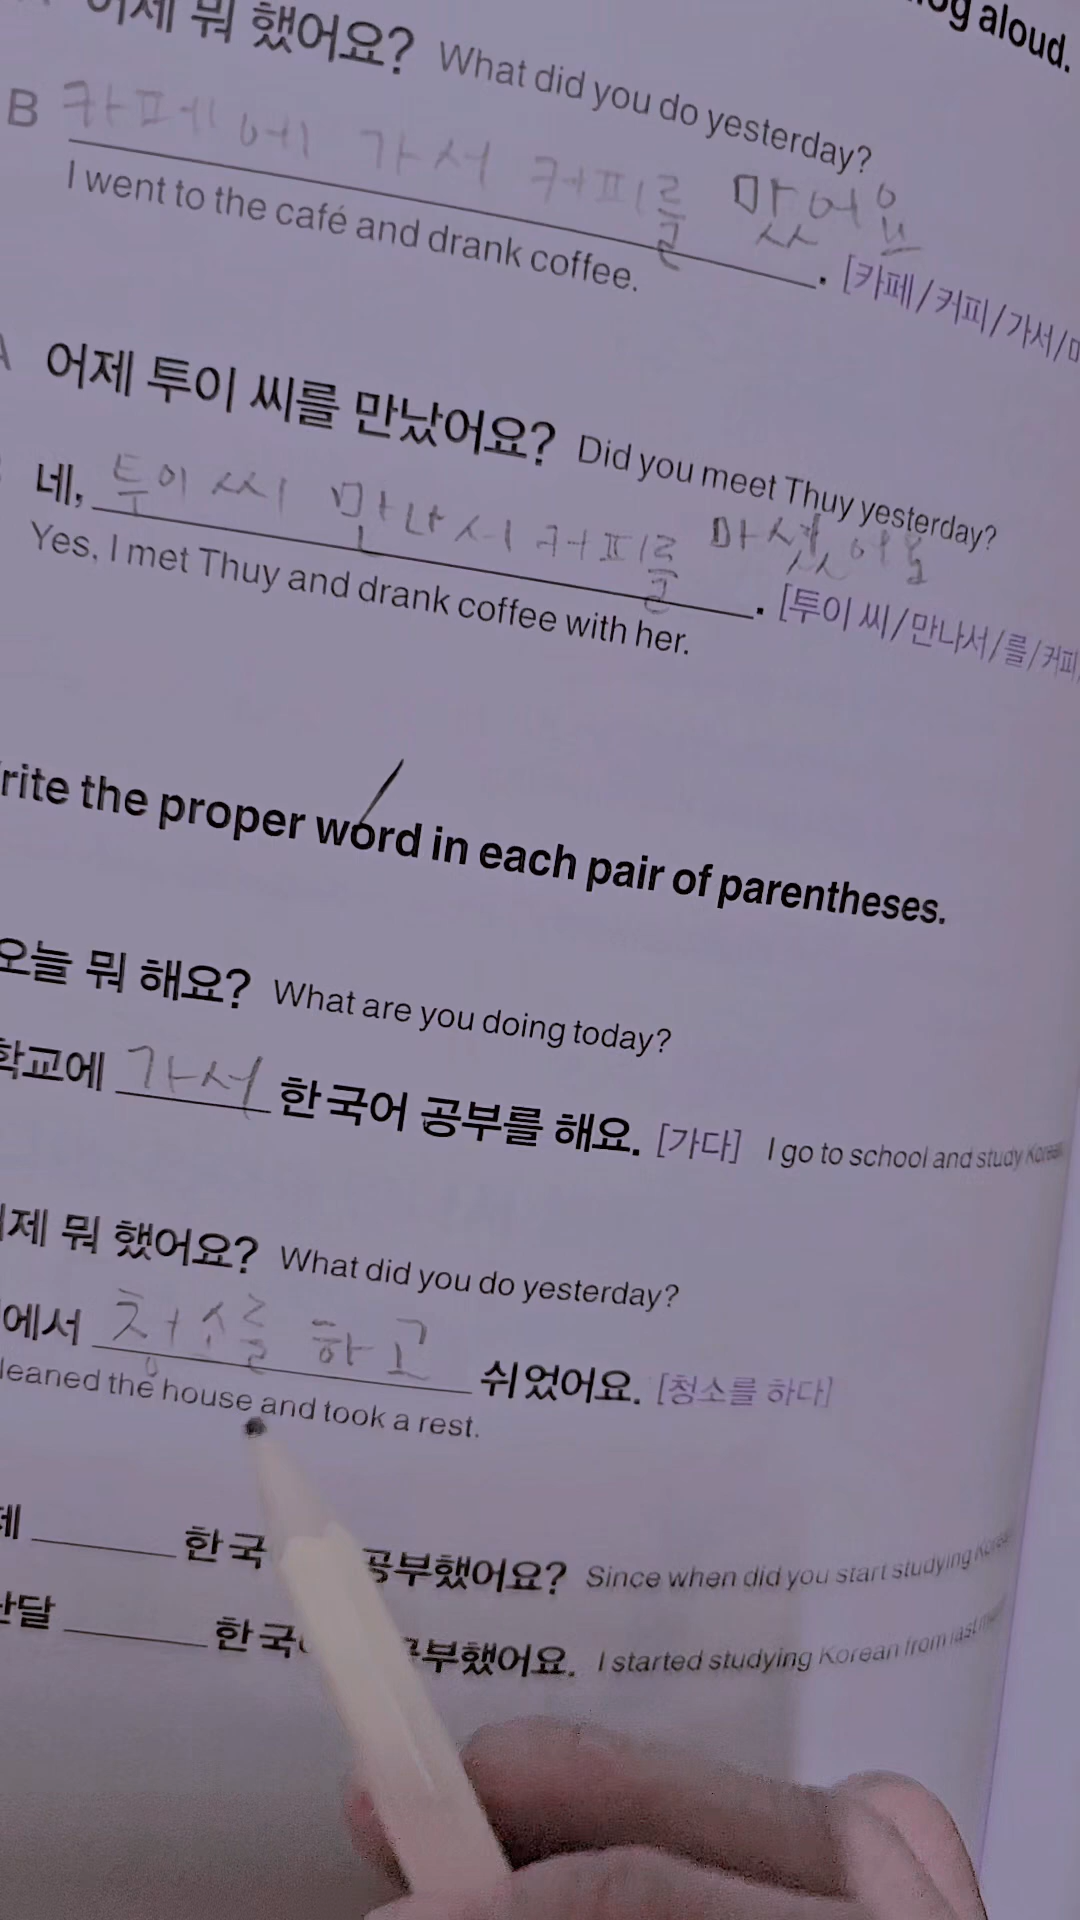 어제 뭐 했어요? What did you do yesterday? aloud.
B 카페에 가서 커피를 맜어요.
I went to the café and drank coffee. [카페/커피/가서/
A 어제 투이 씨를 만났어요? Did you meet Thuy yesterday?
네, 투이 씨 만나서 커피를 마셨어요.
Yes, I met Thuy and drank coffee with her. [투이 씨/만나서/를/커피/
rite the proper word in each pair of parentheses.
오늘 뭐 해요? What are you doing today?
학교에 가서 한국어 공부를 해요. [가다] I go to school and study Korean
제 뭐 했어요? What did you do yesterday?
에서 청소를 하고 쉬었어요. [청소를 하다]
leaned the house and took a rest.
제 한국 공부했어요? Since when did you start studying Korean
달 한국 부했어요. I started studying Korean from last